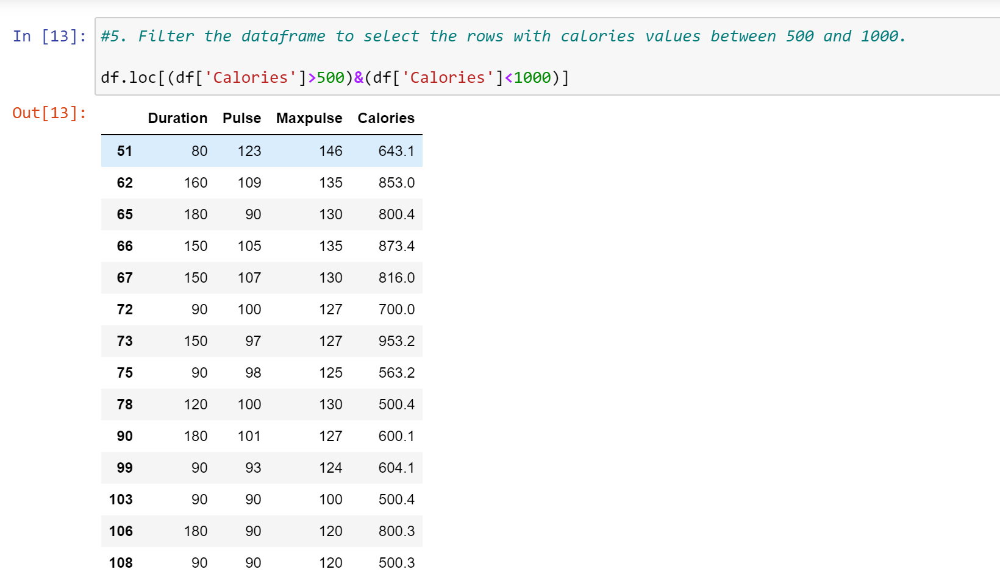 In [13]: #5. Filter the dataframe to select the rows with calories values between 500 and 1000.
df.loc[(df['Calories']>500)&(df['Calories']<1000)]
Out[13]:
Duration Pulse Maxpulse Calories
51 80 123 146 643.1
62 160 109 135 853.0
65 180 90 130 800.4
66 150 105 135 873.4
67 150 107 130 816.0
72 90 100 127 700.0
73 150 97 127 953.2
75 90 98 125 563.2
78 120 100 130 500.4
90 180 101 127 600.1
99 90 93 124 604.1
103 90 90 100 500.4
106 180 90 120 800.3
108 90 90 120 500.3